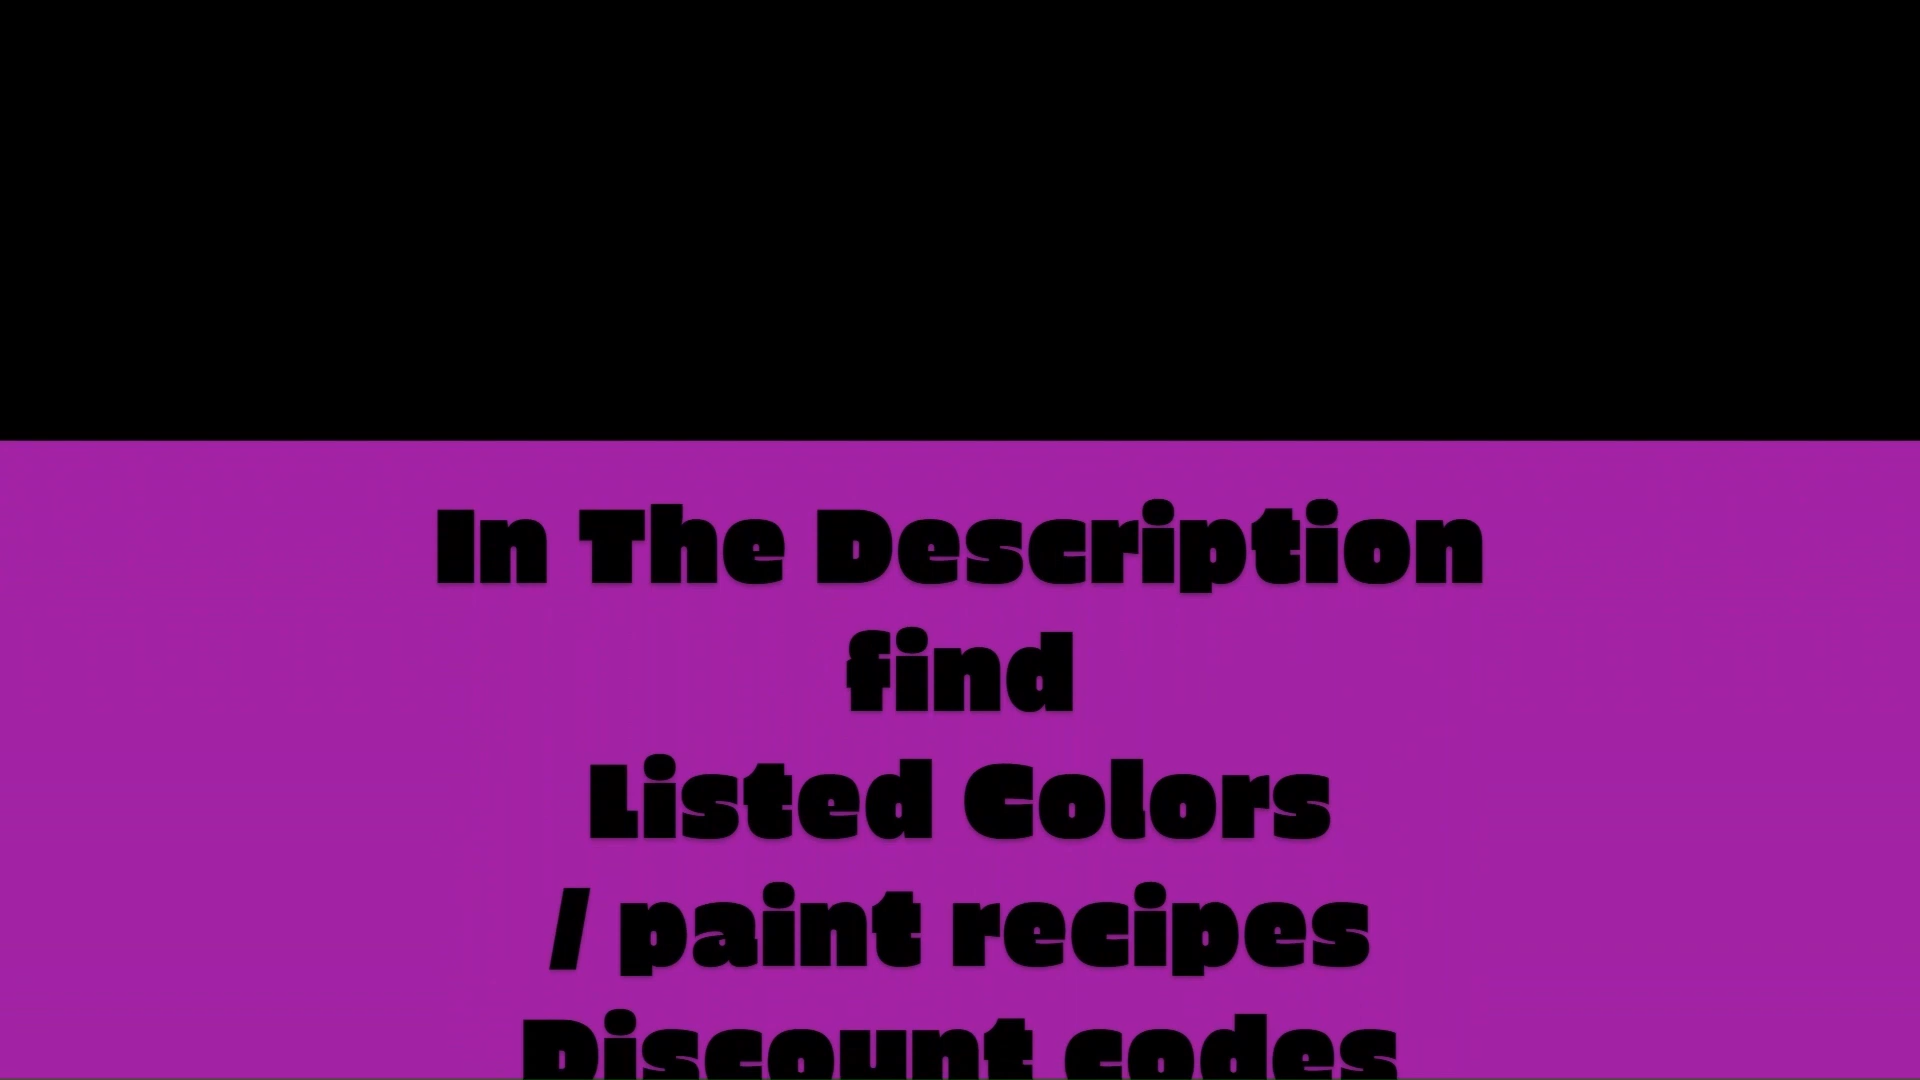 In The Description
find
Listed Colors
/ paint recipes
Discount codes